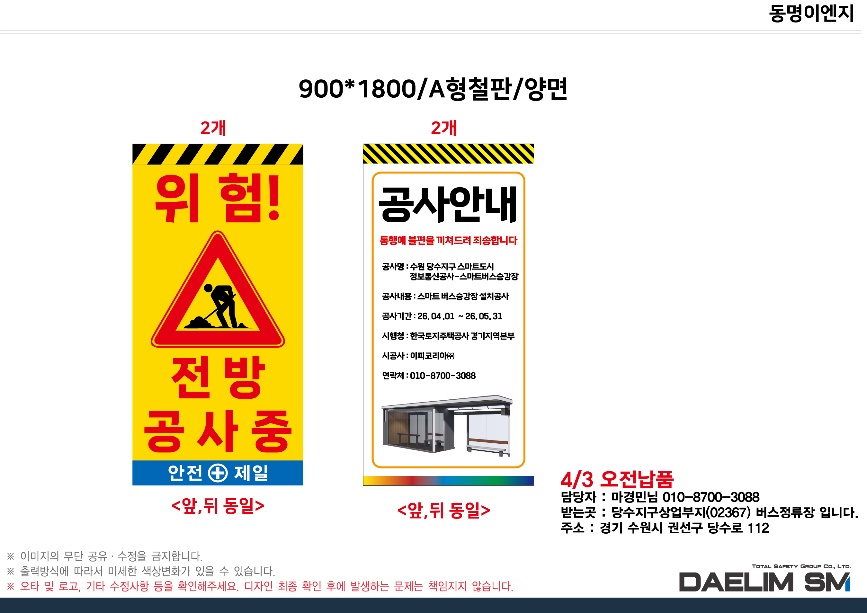 동명이엔지
900*1800/A형철판/양면
2개
위 험!
전 방
공 사 중
안전 제일
<앞,뒤 동일>
2개
공사안내
통행에 불편을 끼쳐드려 죄송합니다
공사명 : 수원 당수지구 스마트도시
정보통신공사-스마트버스승강장
공사내용 : 스마트 버스승강장 설치공사
공사기간 : 26. 04 .01 ~ 26. 05. 31
시행청 : 한국토지주택공사 경기지역본부
시공사 : 이피코리아㈜
연락처 : 010-8700-3088
<앞,뒤 동일>
4/3 오전납품
담당자 : 마경민님 010-8700-3088
받는곳 : 당수지구상업부지(02367) 버스정류장 입니다.
주소 : 경기 수원시 권선구 당수로 112
※ 이미지의 무단 공유 · 수정을 금지합니다.
※ 출력방식에 따라서 미세한 색상변화가 있을 수 있습니다.
※ 오타 및 로고, 기타 수정사항 등을 확인해주세요. 디자인 최종 확인 후에 발생하는 문제는 책임지지 않습니다.
TOTAL SAFETY GROUP CO., LTD.
DAELIM SM